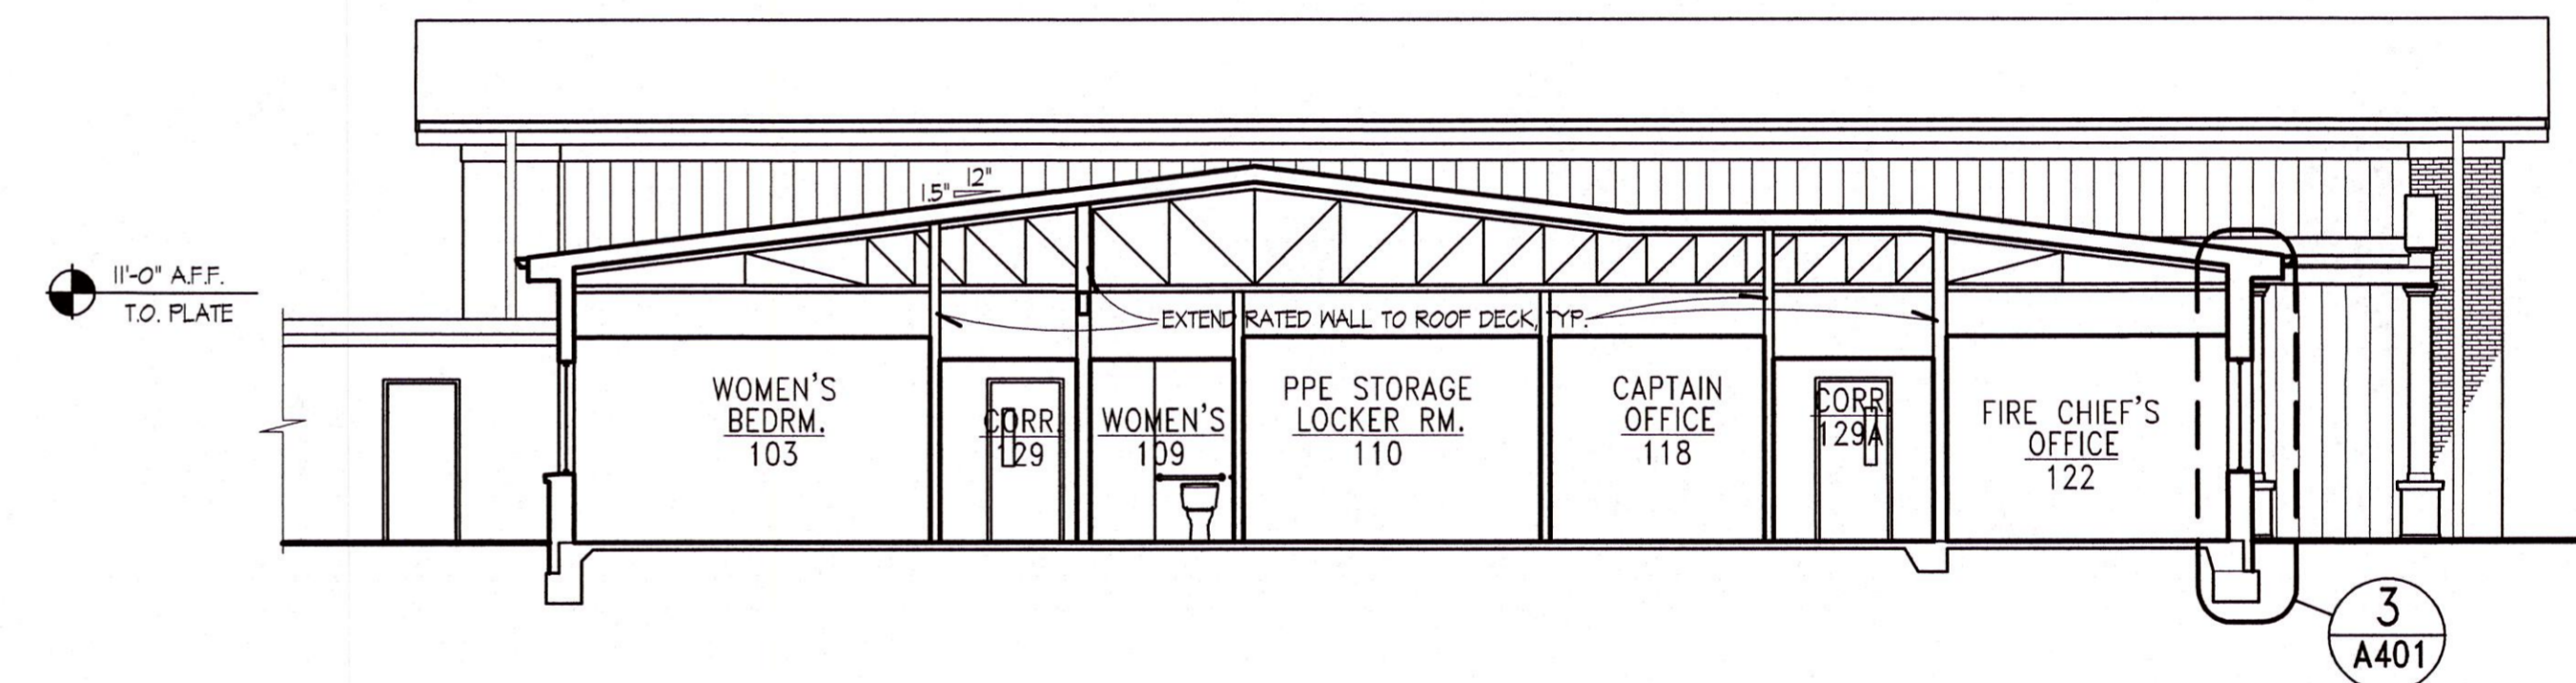 12"
1.5"
11'-0" A.F.F.
T.O. PLATE
EXTEND RATED WALL TO ROOF DECK, TYP.
WOMEN'S
BEDRM.
103
CORR.
129
WOMEN'S
109
PPE STORAGE
LOCKER RM.
110
CAPTAIN
OFFICE
118
CORR.
129A
FIRE CHIEF'S
OFFICE
122
3
A401